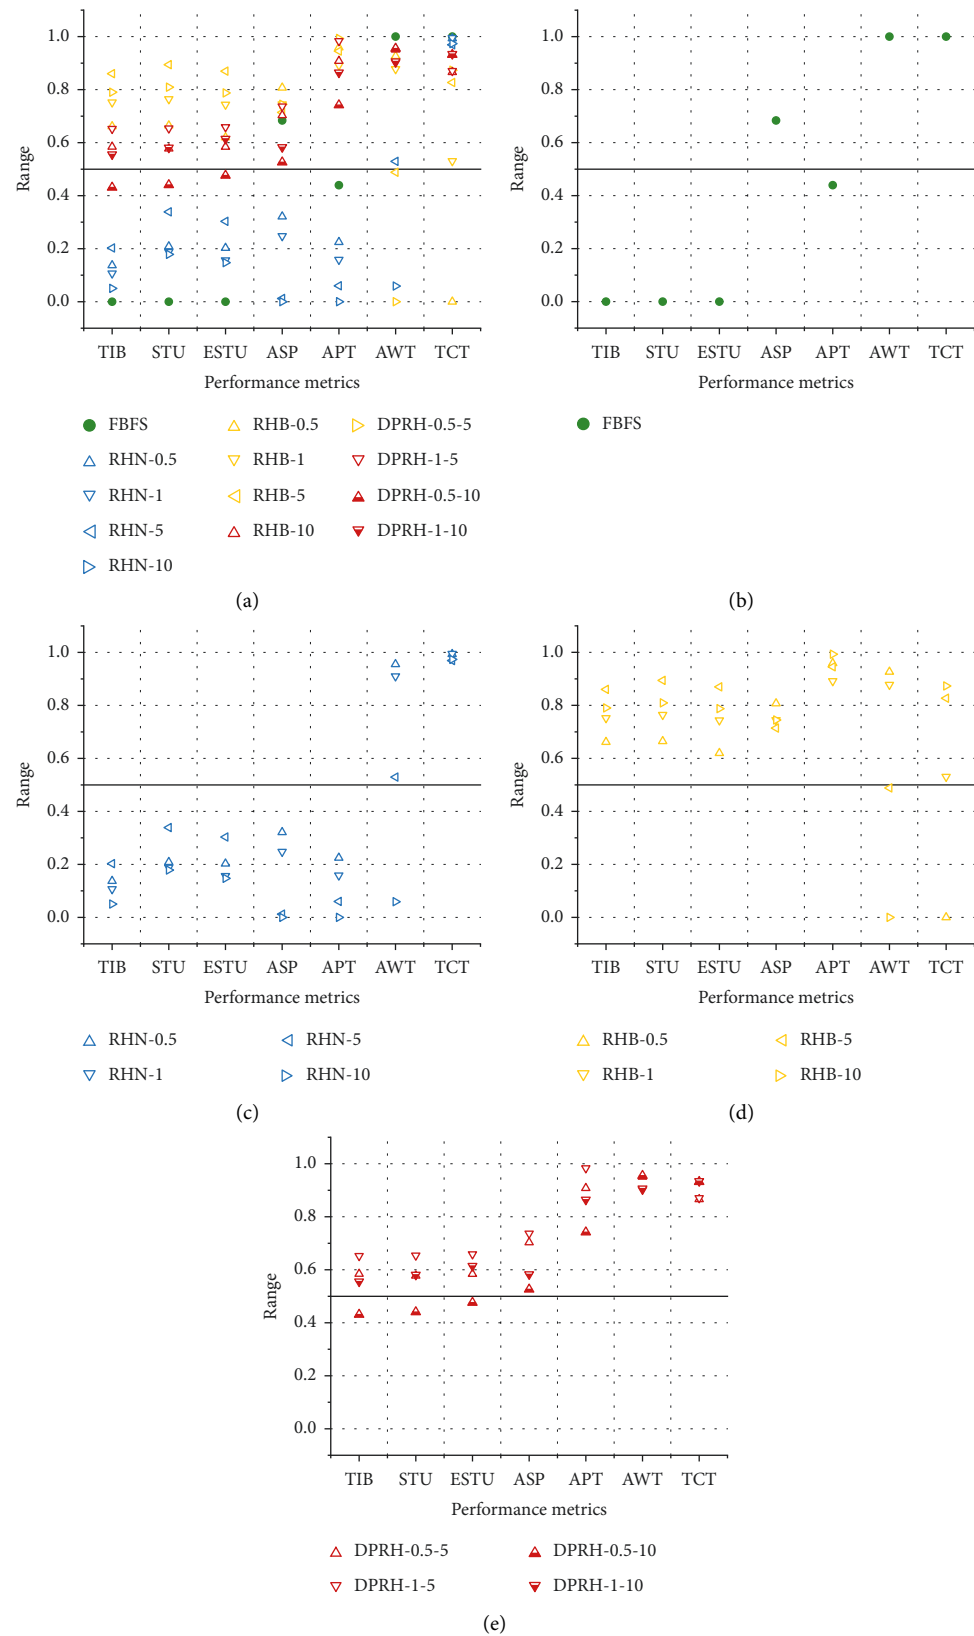 1.0
0.8
0.6
0.4
0.2
0.0
Range
TIB STU ESTU ASP APT AWT TCT
Performance metrics
FBFS RHB-0.5 DPRH-0.5-5
RHN-0.5 RHB-1 DPRH-1-5
RHN-1 RHB-5 DPRH-0.5-10
RHN-5 RHB-10 DPRH-1-10
RHN-10
(a)
1.0
0.8
0.6
0.4
0.2
0.0
Range
TIB STU ESTU ASP APT AWT TCT
Performance metrics
FBFS
(b)
1.0
0.8
0.6
0.4
0.2
0.0
Range
TIB STU ESTU ASP APT AWT TCT
Performance metrics
RHN-0.5 RHN-5
RHN-1 RHN-10
(c)
1.0
0.8
0.6
0.4
0.2
0.0
Range
TIB STU ESTU ASP APT AWT TCT
Performance metrics
RHB-0.5 RHB-5
RHB-1 RHB-10
(d)
1.0
0.8
0.6
0.4
0.2
0.0
Range
TIB STU ESTU ASP APT AWT TCT
Performance metrics
DPRH-0.5-5 DPRH-0.5-10
DPRH-1-5 DPRH-1-10
(e)